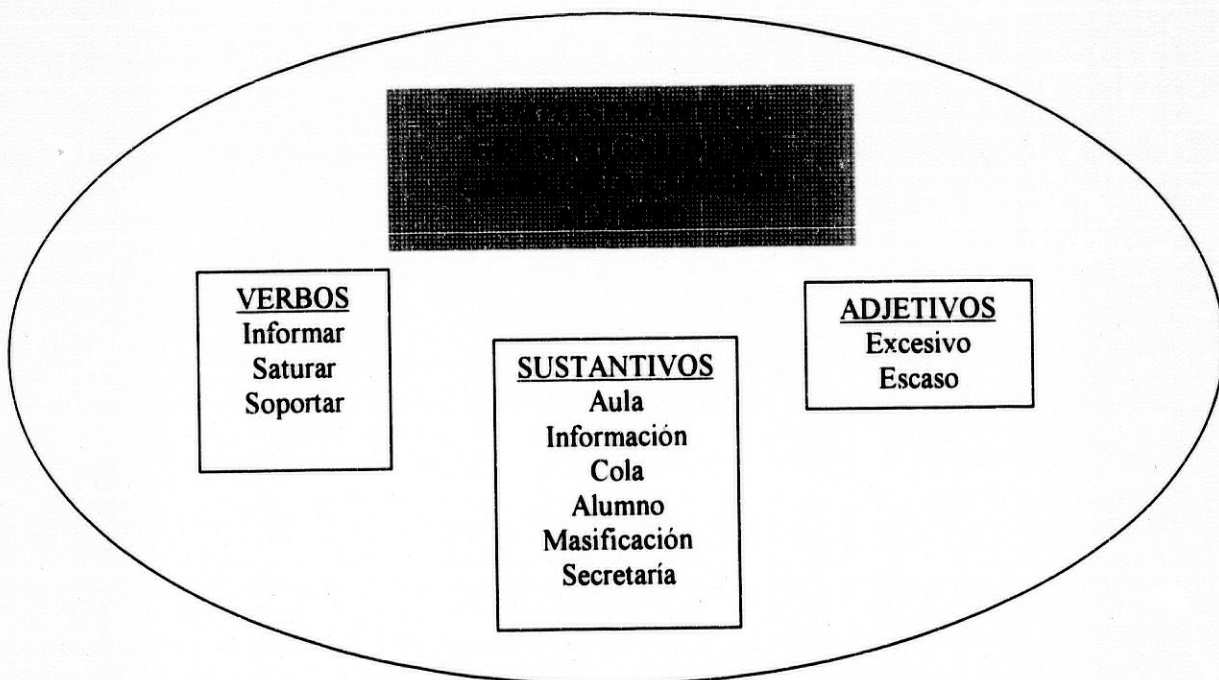 VERBOS
Informar
Saturar
Soportar
SUSTANTIVOS
Aula
Información
Cola
Alumno
Masificación
Secretaría
ADJETIVOS
Excesivo
Escaso